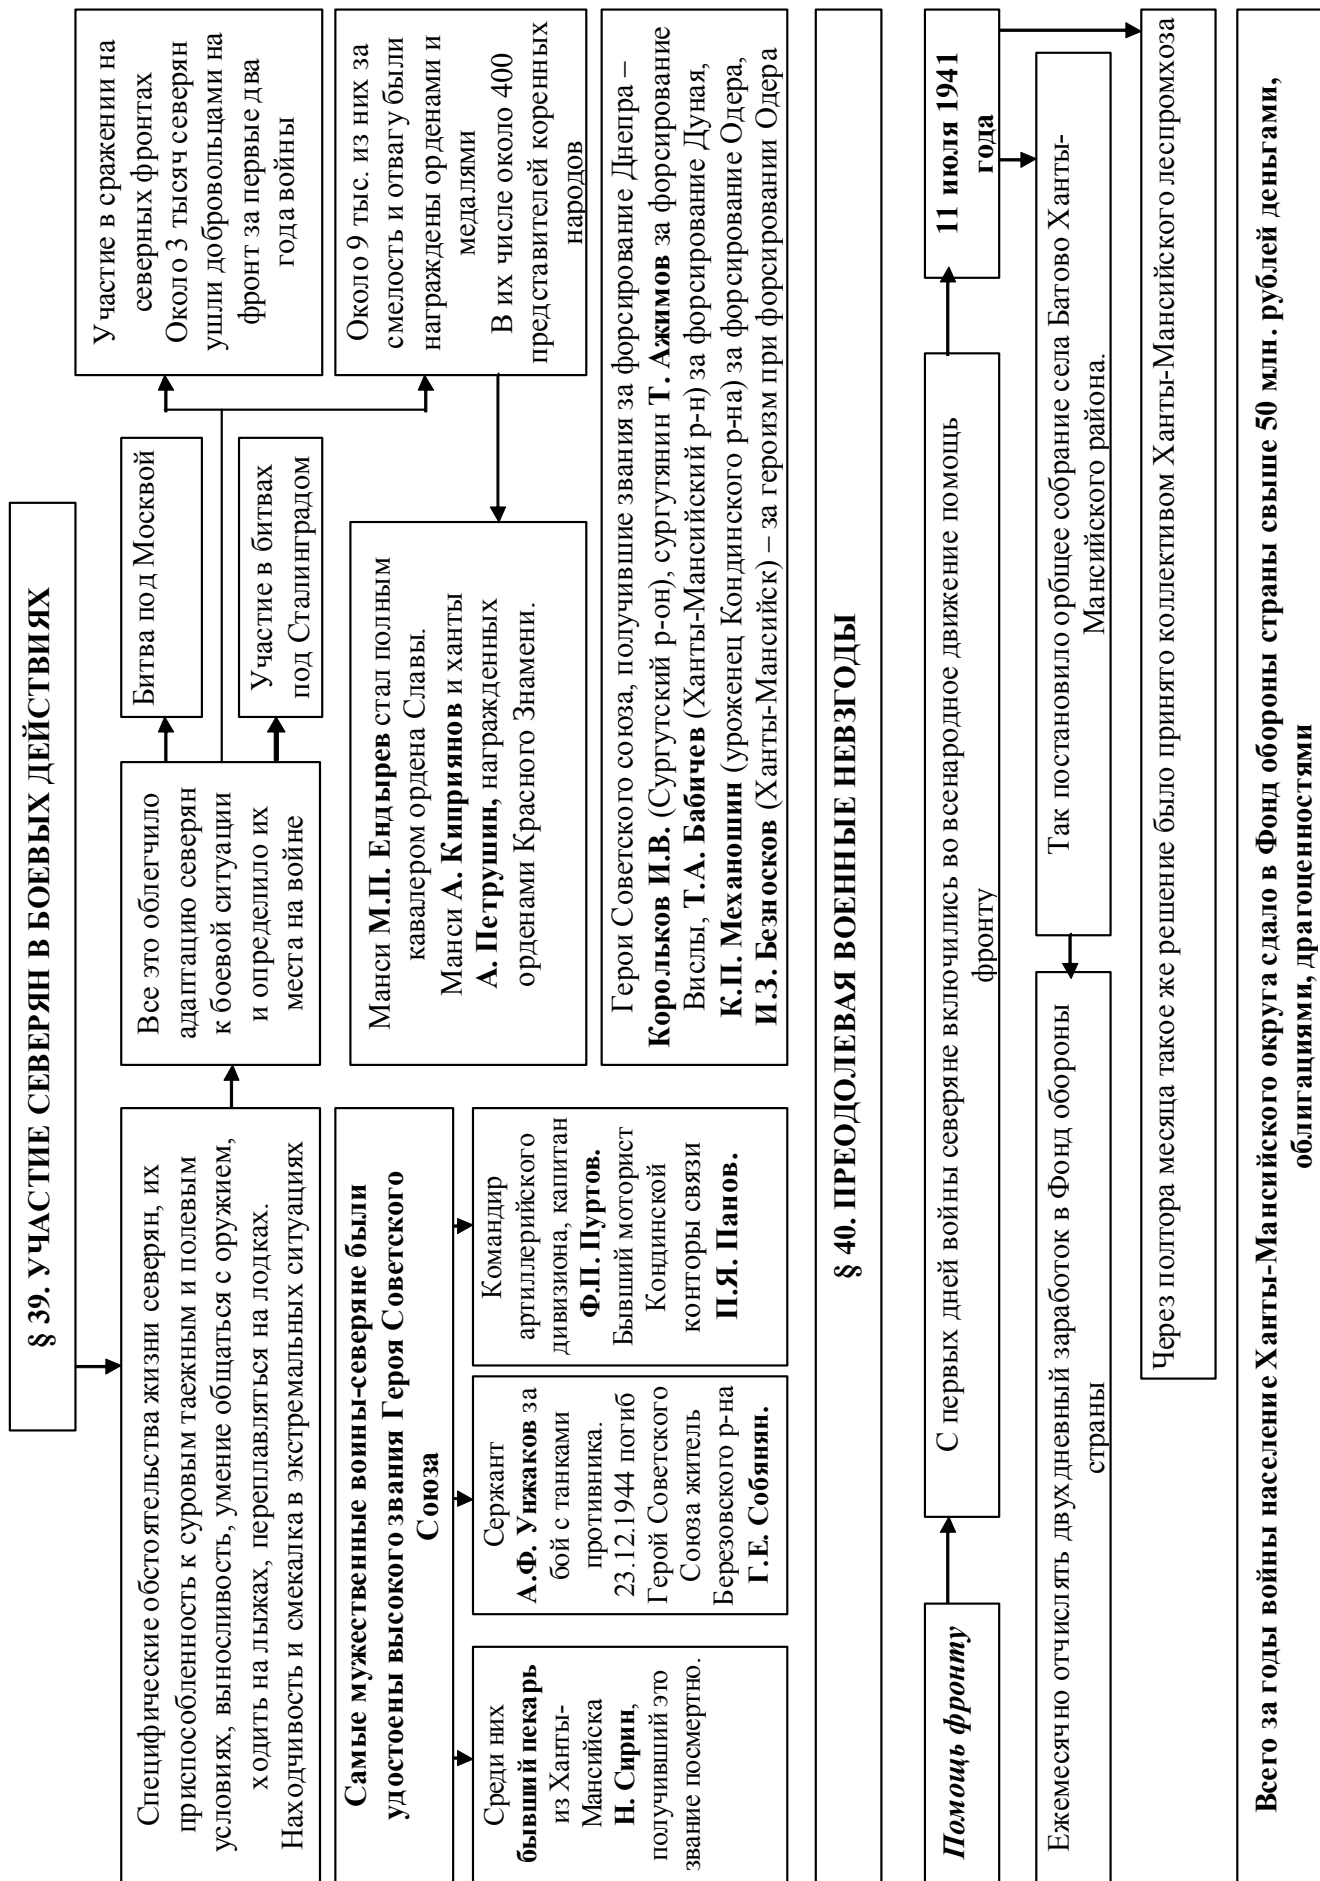 § 39. УЧАСТИЕ СЕВЕРЯН В БОЕВЫХ ДЕЙСТВИЯХ
Специфические обстоятельства жизни северян, их
приспособленность к суровым таежным и полевым
условиях, выносливость, умение общаться с оружием,
ходить на лыжах, переплавляться на лодках.
Находчивость и смекалка в экстремальных ситуациях
Все это облегчило
адаптацию северян
к боевой ситуации
и определило их
места на войне
Битва под Москвой
Участие в битвах
под Сталинградом
Участие в сражении на
северных фронтах
Около 3 тысяч северян
ушли добровольцами на
фронт за первые два
года войны
Около 9 тыс. из них за
смелость и отвагу были
награждены орденами и
медалями
В их числе около 400
представителей коренных
народов
Манси М.П. Ендырев стал полным
кавалером ордена Славы.
Манси А. Киприянов и ханты
А. Петрушин, награжденных
орденами Красного Знамени.
Самые мужественные воины-северяне были
удостоены высокого звания Героя Советского
Союза
Среди них
бывший пекарь
из Ханты-
Мансийска
Н. Сирин,
получивший это
звание посмертно.
Сержант
А.Ф. Унжаков за
бой с танками
противника.
23.12.1944 погиб
Герой Советского
Союза житель
Березовского р-на
Г.Е. Собянян.
Командир
артиллерийского
дивизиона, капитан
Ф.П. Пуртов.
Бывший моторист
Кондинской
конторы связи
П.Я. Панов.
Герои Советского союза, получившие звания за форсирование Днепра –
Корольков И.В. (Сургутский р-он), сургутянин Т. Ажимов за форсирование
Вислы, Т.А. Бабичев (Ханты-Мансийский р-н) за форсирование Дуная,
К.П. Механошин (уроженец Кондинского р-на) за форсирование Одера,
И.З. Безносков (Ханты-Мансийск) – за героизм при форсировании Одера
§ 40. ПРЕОДОЛЕВАЯ ВОЕННЫЕ НЕВЗГОДЫ
Помощь фронту
С первых дней войны северяне включились во всенародное движение помощь
фронту
11 июля 1941
года
Ежемесячно отчислять двухдневный заработок в Фонд обороны
страны
Так постановило орбщее собрание села Батово Ханты-
Мансийского района.
Через полтора месяца такое же решение было принято коллективом Ханты-Мансийского леспромхоза
Всего за годы войны население Ханты-Мансийского округа сдало в Фонд обороны страны свыше 50 млн. рублей деньгами,
облигациями, драгоценностями